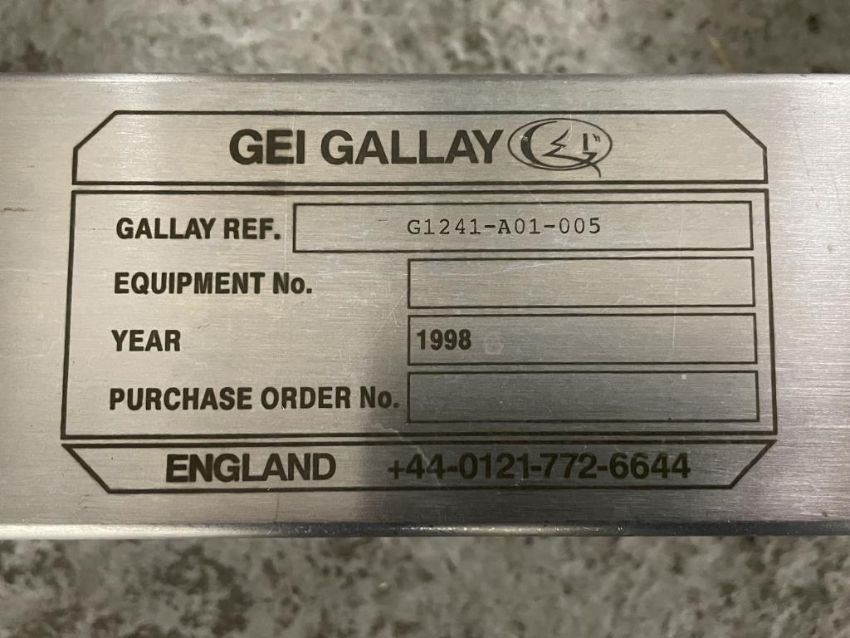 GEI GALLAY
GALLAY REF. G1241-A01-005
EQUIPMENT No.
YEAR 1998
PURCHASE ORDER No.
ENGLAND +44-0121-772-6644